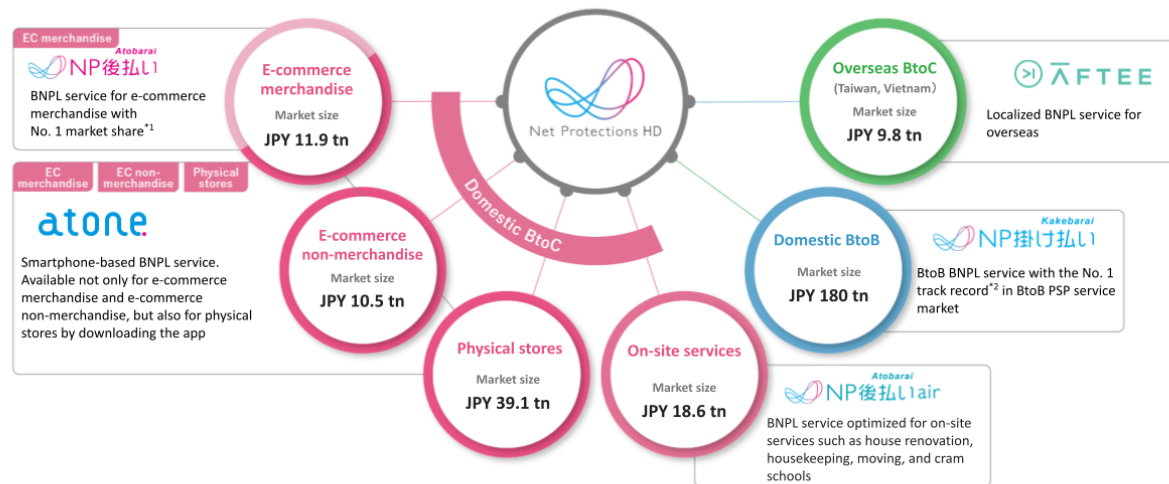 EC merchandise
Atobarai
NP後払い
BNPL service for e-commerce
merchandise with
No. 1 market share*1
EC
merchandise
EC non-
merchandise
Physical
stores
atone
Smartphone-based BNPL service.
Available not only for e-commerce
merchandise and e-commerce
non-merchandise, but also for physical
stores by downloading the app
E-commerce
merchandise
Market size
JPY 11.9 tn
E-commerce
non-merchandise
Market size
JPY 10.5 tn
Physical stores
Market size
JPY 39.1 tn
On-site services
Market size
JPY 18.6 tn
Domestic BtoC
Net Protections HD
Overseas BtoC
(Taiwan, Vietnam)
Market size
JPY 9.8 tn
AFTEE
Localized BNPL service for
overseas
Domestic BtoB
Market size
JPY 180 tn
Kakebarai
NP掛け払い
BtoB BNPL service with the No. 1
track record*2 in BtoB PSP service
market
Atobarai
NP後払いair
BNPL service optimized for on-site
services such as house renovation,
housekeeping, moving, and cram
schools